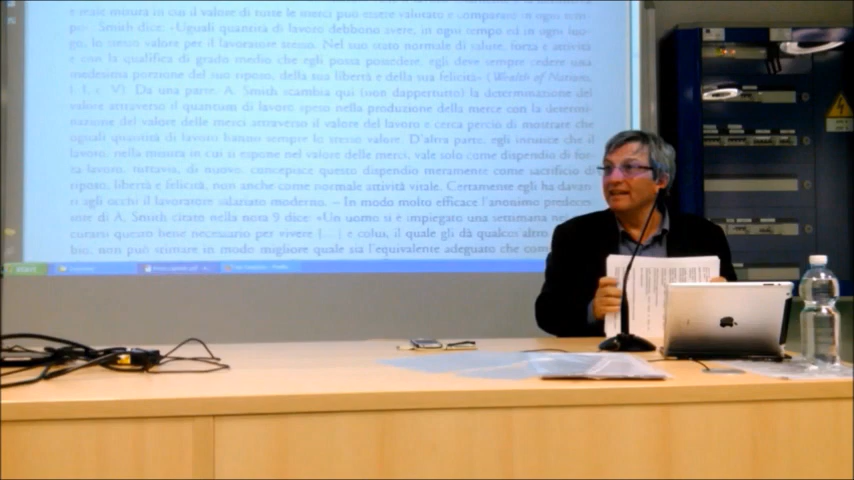 e reale misura in cui il valore di tutte le merci può essere valutato e comparato in ogni tem-
po». Smith dice: «Uguali quantità di lavoro debbono avere, in ogni tempo ed in ogni luo-
go, lo stesso valore per il lavoratore stesso. Nel suo stato normale di salute, forza e attività
e con la qualifica di grado medio che egli possa possedere, egli deve sempre cedere una
medesima porzione del suo riposo, della sua libertà e della sua felicità» (Wealth of Nations,
l. I, c. V). Da una parte, A. Smith scambia qui (non dappertutto) la determinazione del
valore attraverso il quantum di lavoro speso nella produzione della merce con la determi-
nazione del valore delle merci attraverso il valore del lavoro e cerca perciò di mostrare che
uguali quantità di lavoro hanno sempre lo stesso valore. D'altra parte, egli intuisce che il
lavoro, nella misura in cui si espone nel valore delle merci, vale solo come dispendio di for-
za lavoro, tuttavia, di nuovo, concepisce questo dispendio meramente come sacrificio di
riposo, libertà e felicità, non anche come normale attività vitale. Certamente egli ha davan-
ti agli occhi il lavoratore salariato moderno. – In modo molto efficace l'anonimo predeces-
sore di A. Smith citato nella nota 9 dice: «Un uomo si è impiegato una settimana
curarsi questo bene necessario per vivere [...] e colui, il quale gli dà qualcos'altro
bio, non può stimare in modo migliore quale sia l'equivalente adeguato che
start